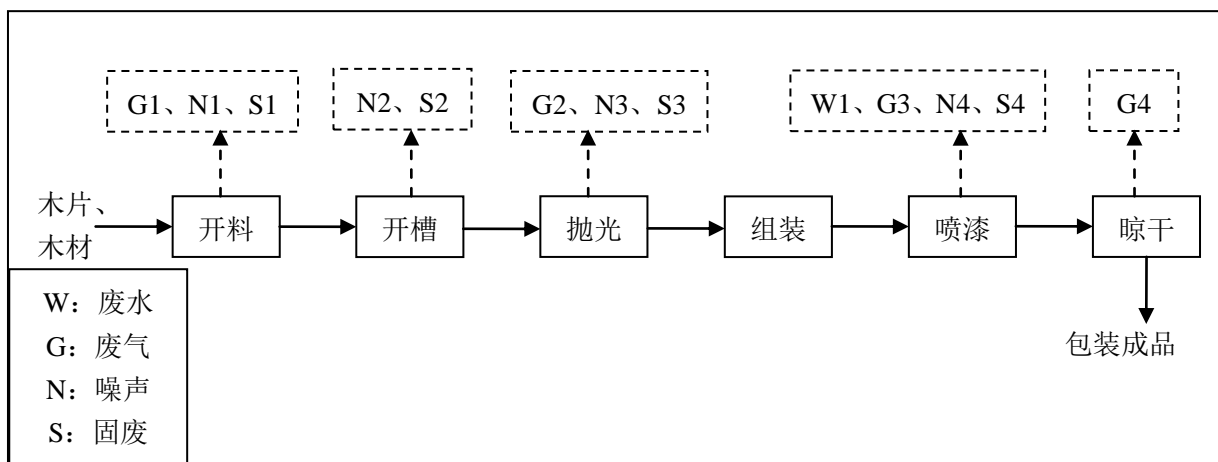 G1、N1、S1
N2、S2
G2、N3、S3
W1、G3、N4、S4
G4
木片、
木材
开料
开槽
抛光
组装
喷漆
晾干
包装成品
W：废水
G：废气
N：噪声
S：固废